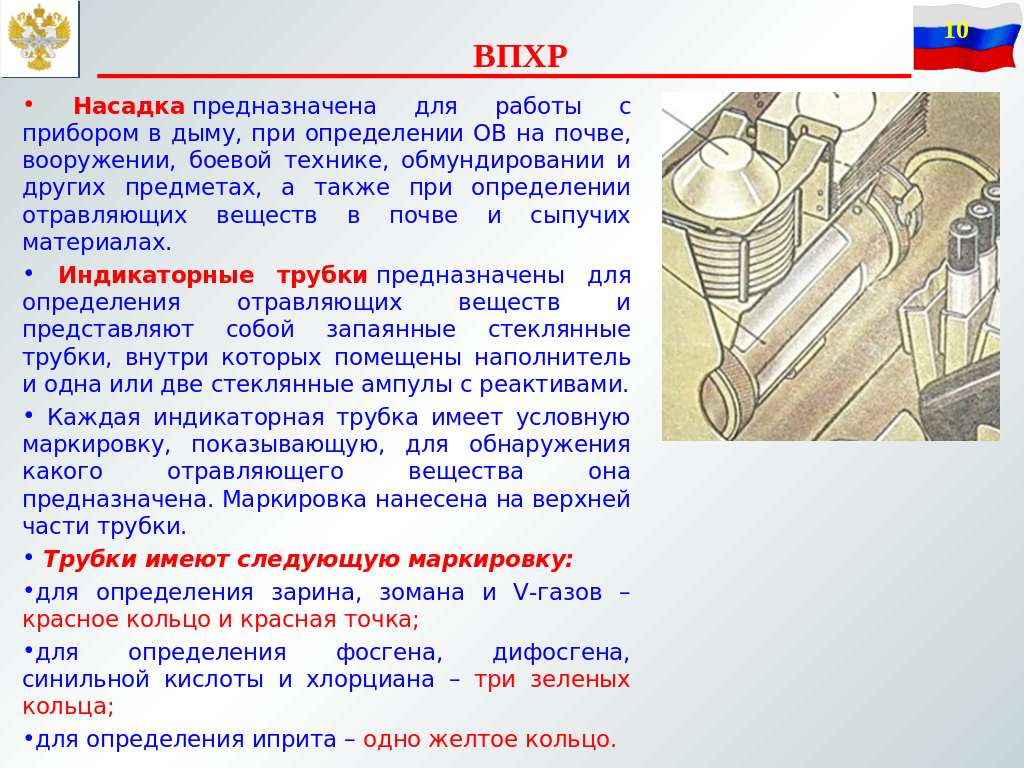 10
ВПХР
• Насадка предназначена для работы с
прибором в дыму, при определении ОВ на почве,
вооружении, боевой технике, обмундировании и
других предметах, а также при определении
отравляющих веществ в почве и сыпучих
материалах.
• Индикаторные трубки предназначены для
определения отравляющих веществ и
представляют собой запаянные стеклянные
трубки, внутри которых помещены наполнитель
и одна или две стеклянные ампулы с реактивами.
• Каждая индикаторная трубка имеет условную
маркировку, показывающую, для обнаружения
какого отравляющего вещества она
предназначена. Маркировка нанесена на верхней
части трубки.
• Трубки имеют следующую маркировку:
•для определения зарина, зомана и V-газов –
красное кольцо и красная точка;
•для определения фосгена, дифосгена,
синильной кислоты и хлорциана – три зеленых
кольца;
•для определения иприта – одно желтое кольцо.